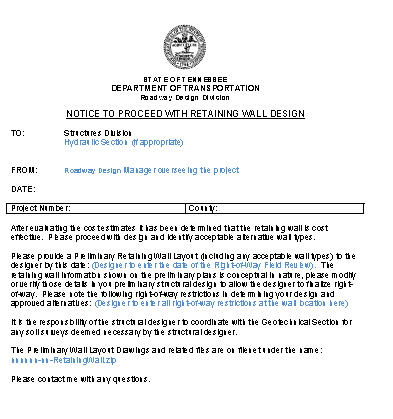 STATE OF TENNESSEE
DEPARTMENT OF TRANSPORTATION
Roadway Design Division
NOTICE TO PROCEED WITH RETAINING WALL DESIGN
TO: Structures Division
Hydraulic Section (if appropriate)
FROM: Roadway Design Manager overseeing the project
DATE:
Project Number: County:
After evaluating the cost estimates it has been determined that the retaining wall is cost
effective. Please proceed with design and identify acceptable alternative wall types.
Please provide a Preliminary Retaining Wall Layout (including any acceptable wall types) to the
designer by this date: (Designer to enter the date of the Right-of-Way Field Review). The
retaining wall information shown on the preliminary plans is conceptual in nature, please modify
or verify those details in you preliminary structural design to allow the designer to finalize right-
of-way. Please note the following right-of-way restrictions in determining your design and
approved alternatives: (Designer to enter all right-of-way restrictions at the wall location here)
It is the responsibility of the structural designer to coordinate with the Geotechnical Section for
any soil surveys deemed necessary by the structural designer.
The Preliminary Wall Layout Drawings and related files are on filenet under the name:
-RetainingWall.zip
Please contact me with any questions.